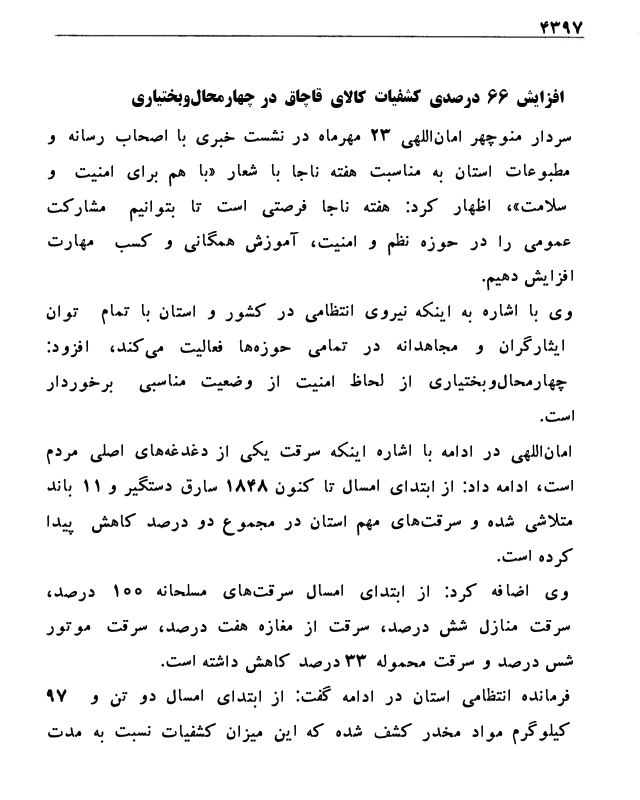 ۴۳۹۷
افزایش ۶۶ درصدی کشفیات کالای قاچاق در چهارمحال‌وبختیاری
سردار منوچهر امان‌اللهی ۲۳ مهرماه در نشست خبری با اصحاب رسانه و
مطبوعات استان به مناسبت هفته ناجا با شعار «با هم برای امنیت و
سلامت»، اظهار کرد: هفته ناجا فرصتی است تا بتوانیم مشارکت
عمومی را در حوزه نظم و امنیت، آموزش همگانی و کسب مهارت
افزایش دهیم.
وی با اشاره به اینکه نیروی انتظامی در کشور و استان با تمام توان
ایثارگران و مجاهدانه در تمامی حوزه‌ها فعالیت می‌کند، افزود:
چهارمحال‌وبختیاری از لحاظ امنیت از وضعیت مناسبی برخوردار
است.
امان‌اللهی در ادامه با اشاره اینکه سرقت یکی از دغدغه‌های اصلی مردم
است، ادامه داد: از ابتدای امسال تا کنون ۱۸۴۸ سارق دستگیر و ۱۱ باند
متلاشی شده و سرقت‌های مهم استان در مجموع دو درصد کاهش پیدا
کرده است.
وی اضافه کرد: از ابتدای امسال سرقت‌های مسلحانه ۱۰۰ درصد،
سرقت منازل شش درصد، سرقت از مغازه هفت درصد، سرقت موتور
شس درصد و سرقت محموله ۳۳ درصد کاهش داشته است.
فرمانده انتظامی استان در ادامه گفت: از ابتدای امسال دو تن و ۹۷
کیلوگرم مواد مخدر کشف شده که این میزان کشفیات نسبت به مدت